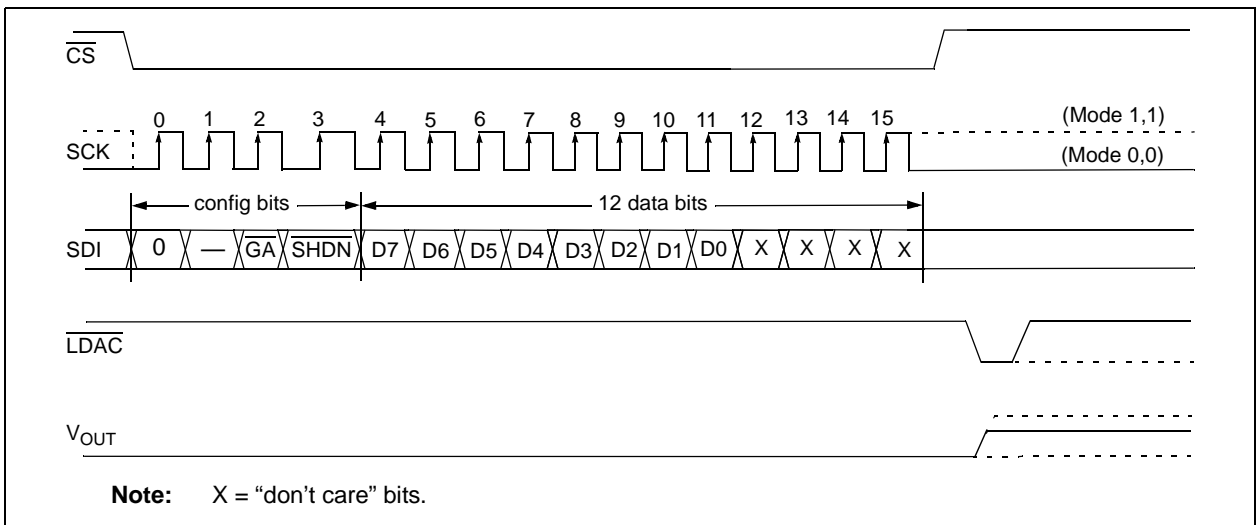 CS
0 1 2 3 4 5 6 7 8 9 10 11 12 13 14 15 (Mode 1,1)
SCK
(Mode 0,0)
config bits 12 data bits
SDI 0 — GA SHDN D7 D6 D5 D4 D3 D2 D1 D0 X X X X
LDAC
VOUT
Note: X = “don’t care” bits.